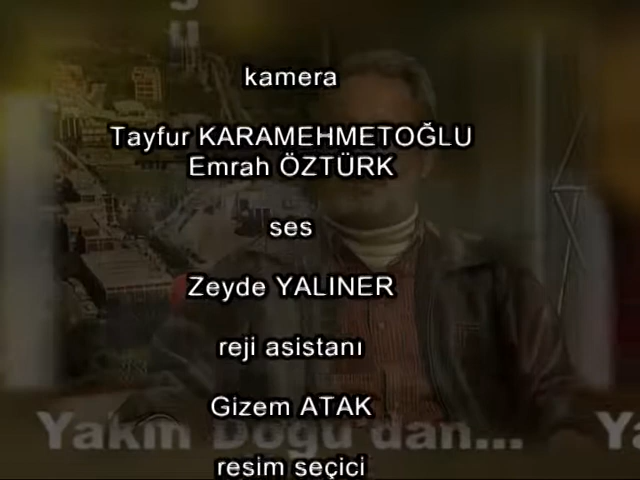 kamera
Tayfur KARAMEHMETOĞLU
Emrah ÖZTÜRK
ses
Zeyde YALINER
reji asistanı
Gizem ATAK
Yakın Doğu'dan...
resim seçici